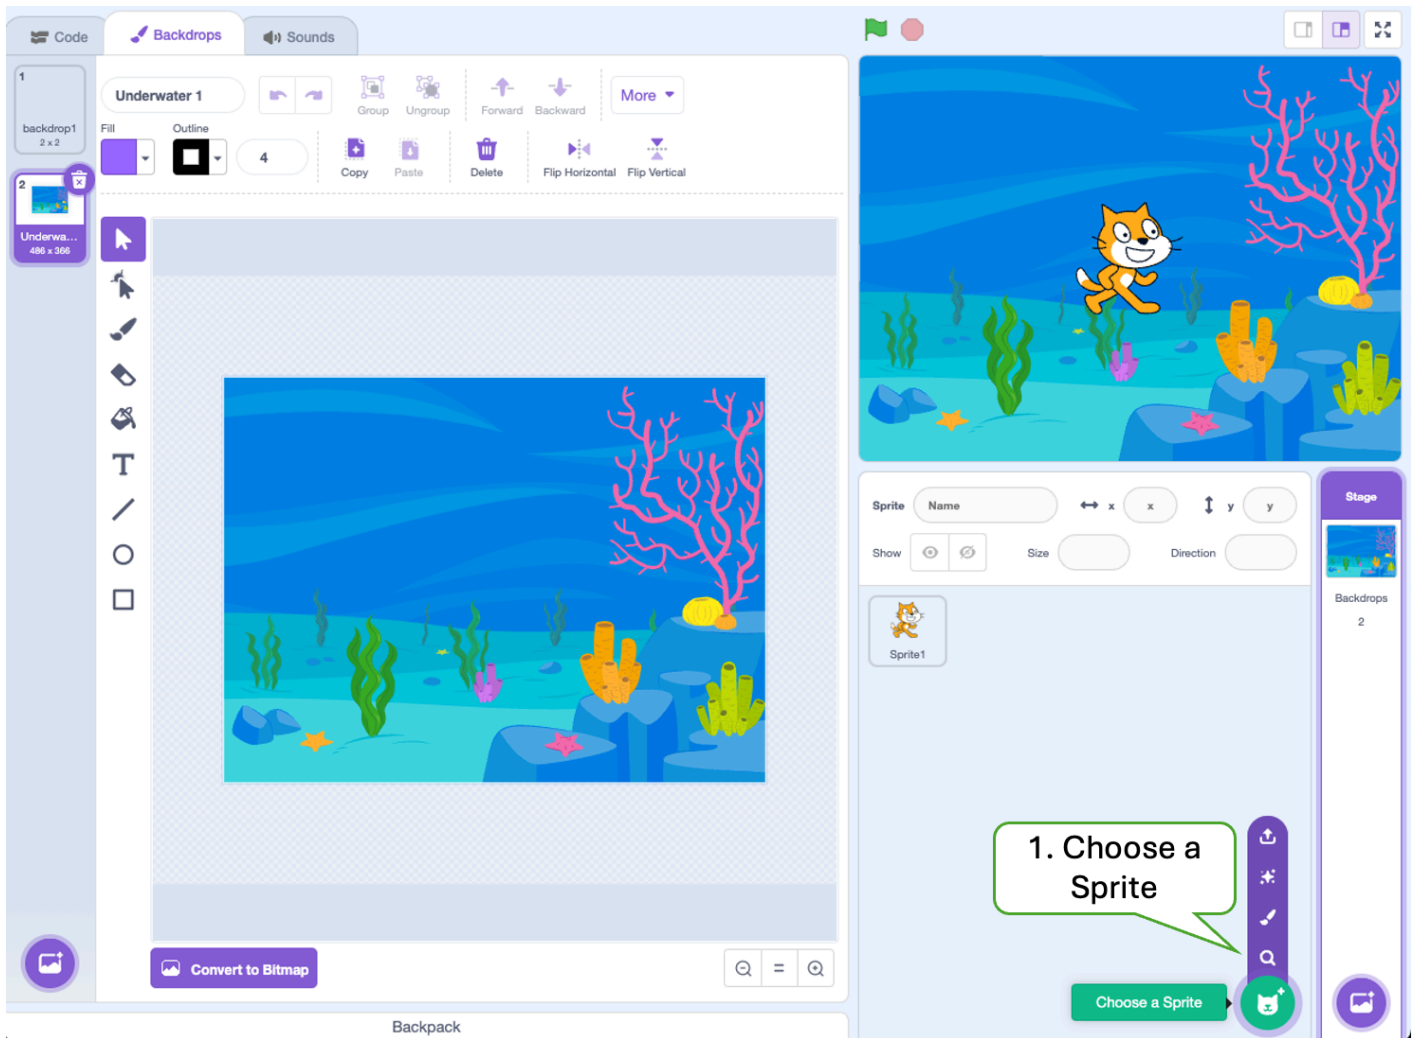 Code
Backdrops
Sounds
1
backdrop1
2 x 2
2
Underwa...
486 x 366
Underwater 1
Group
Ungroup
Forward
Backward
More
Fill
Outline
4
Copy
Paste
Delete
Flip Horizontal
Flip Vertical
T
Convert to Bitmap
=
Backpack
Sprite
Name
x
x
y
y
Show
Size
Direction
Sprite1
Stage
Backdrops
2
1. Choose a
Sprite
Choose a Sprite